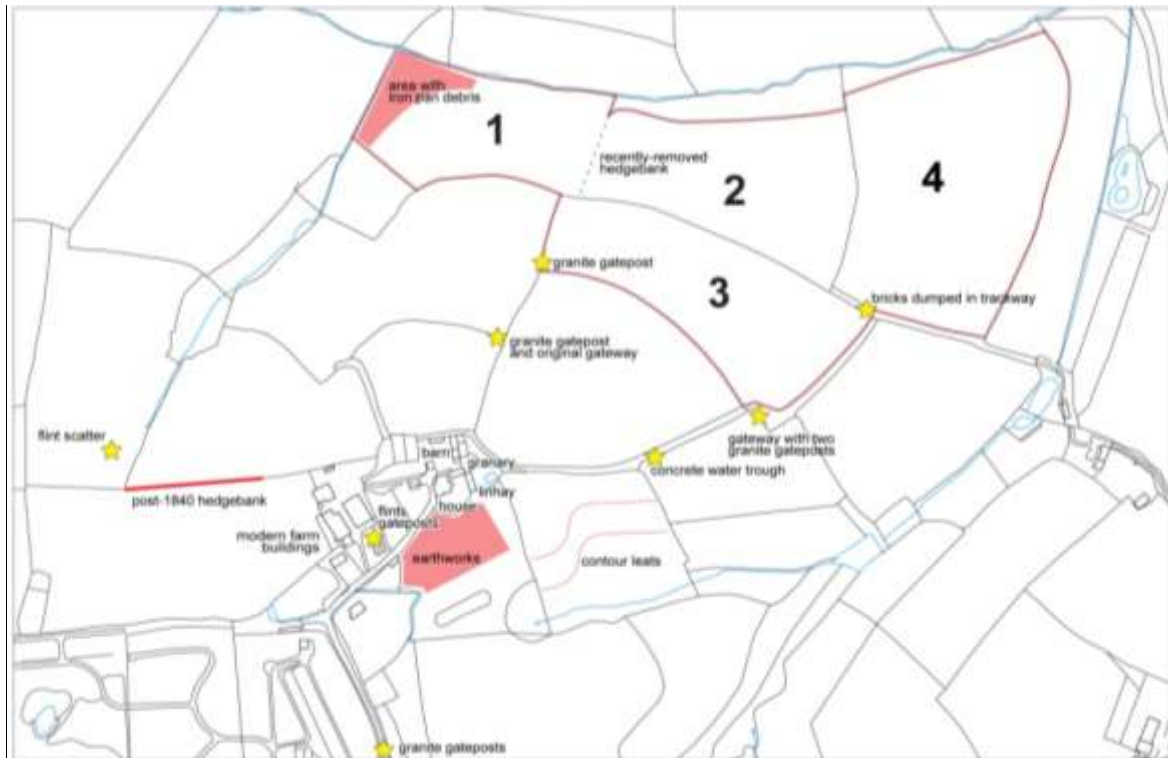 area with
iron pan debris
1
recently-removed
hedgebank
2
4
granite gatepost
3
bricks dumped in trackway
granite gatepost
and original gateway
flint scatter
gateway with two
granite gateposts
barn
granary
concrete water trough
linhay
post-1840 hedgebank
house
flints
gateposts
modern farm
buildings
earthworks
contour leats
granite gateposts